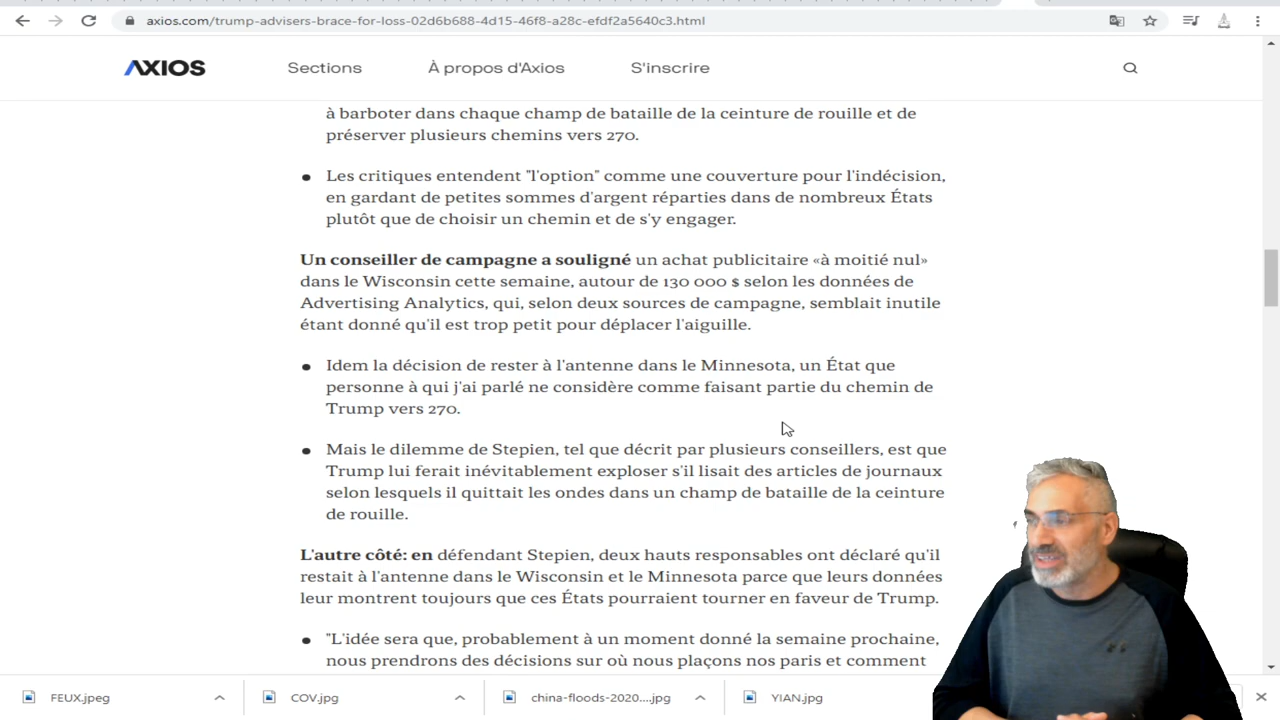 axios.com/trump-advisers-brace-for-loss-02d6b688-4d15-46f8-a28c-efdf2a5640c3.html
AXIOS
Sections
À propos d'Axios
S'inscrire
à barboter dans chaque champ de bataille de la ceinture de rouille et de
préserver plusieurs chemins vers 270.
Les critiques entendent "l'option" comme une couverture pour l'indécision,
en gardant de petites sommes d'argent réparties dans de nombreux États
plutôt que de choisir un chemin et de s'y engager.
Un conseiller de campagne a souligné un achat publicitaire «à moitié nul»
dans le Wisconsin cette semaine, autour de 130 000 $ selon les données de
Advertising Analytics, qui, selon deux sources de campagne, semblait inutile
étant donné qu'il est trop petit pour déplacer l'aiguille.
Idem la décision de rester à l'antenne dans le Minnesota, un État que
personne à qui j'ai parlé ne considère comme faisant partie du chemin de
Trump vers 270.
Mais le dilemme de Stepien, tel que décrit par plusieurs conseillers, est que
Trump lui ferait inévitablement exploser s'il lisait des articles de journaux
selon lesquels il quittait les ondes dans un champ de bataille de la ceinture
de rouille.
L'autre côté: en défendant Stepien, deux hauts responsables ont déclaré qu'il
restait à l'antenne dans le Wisconsin et le Minnesota parce que leurs données
leur montrent toujours que ces États pourraient tourner en faveur de Trump.
"L'idée sera que, probablement à un moment donné la semaine prochaine,
nous prendrons des décisions sur où nous plaçons nos paris et comment
FEUX.jpeg
COV.jpg
china-floods-2020....jpg
YIAN.jpg